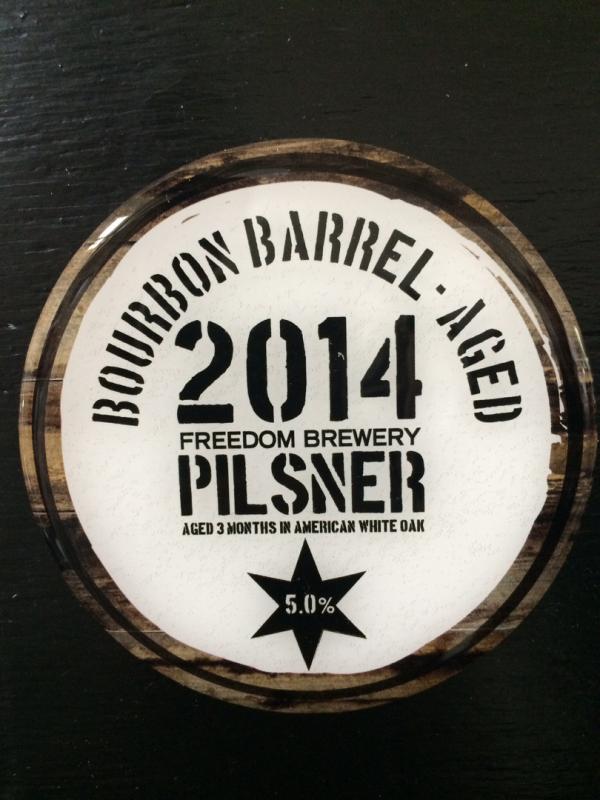 BOURBON BARREL-AGED
2014
FREEDOM BREWERY
PILSNER
AGED 3 MONTHS IN AMERICAN WHITE OAK
5.0%